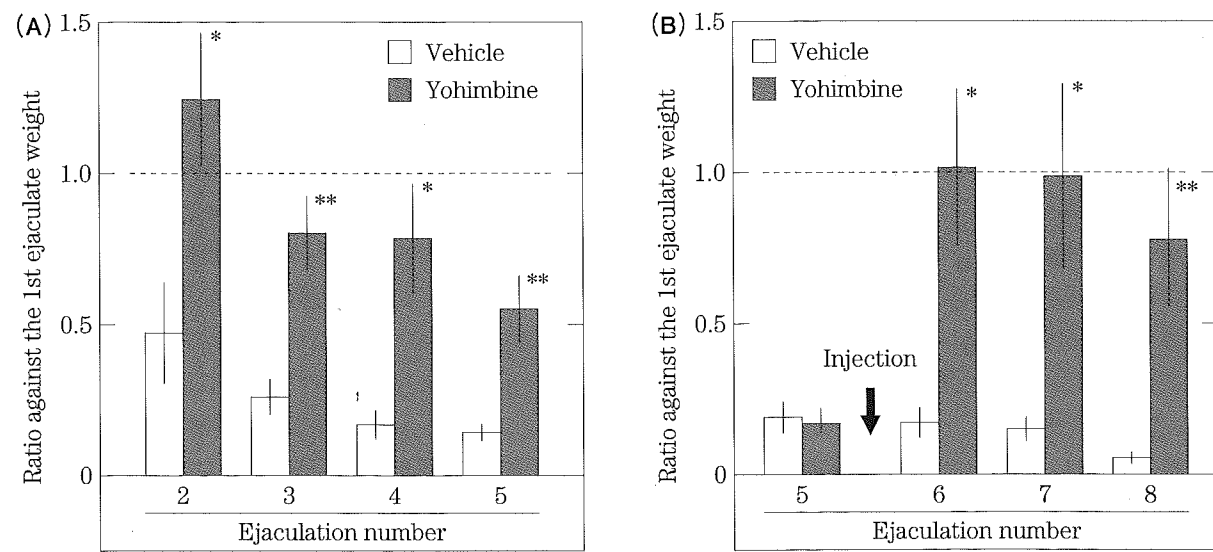 (A)
Ratio against the 1st ejaculate weight
1.5
1.0
0.5
0
Vehicle
Yohimbine
*
**
*
**
2 3 4 5
Ejaculation number
(B)
Ratio against the 1st ejaculate weight
1.5
1.0
0.5
0
Vehicle
Yohimbine
Injection
*
*
**
5 6 7 8
Ejaculation number